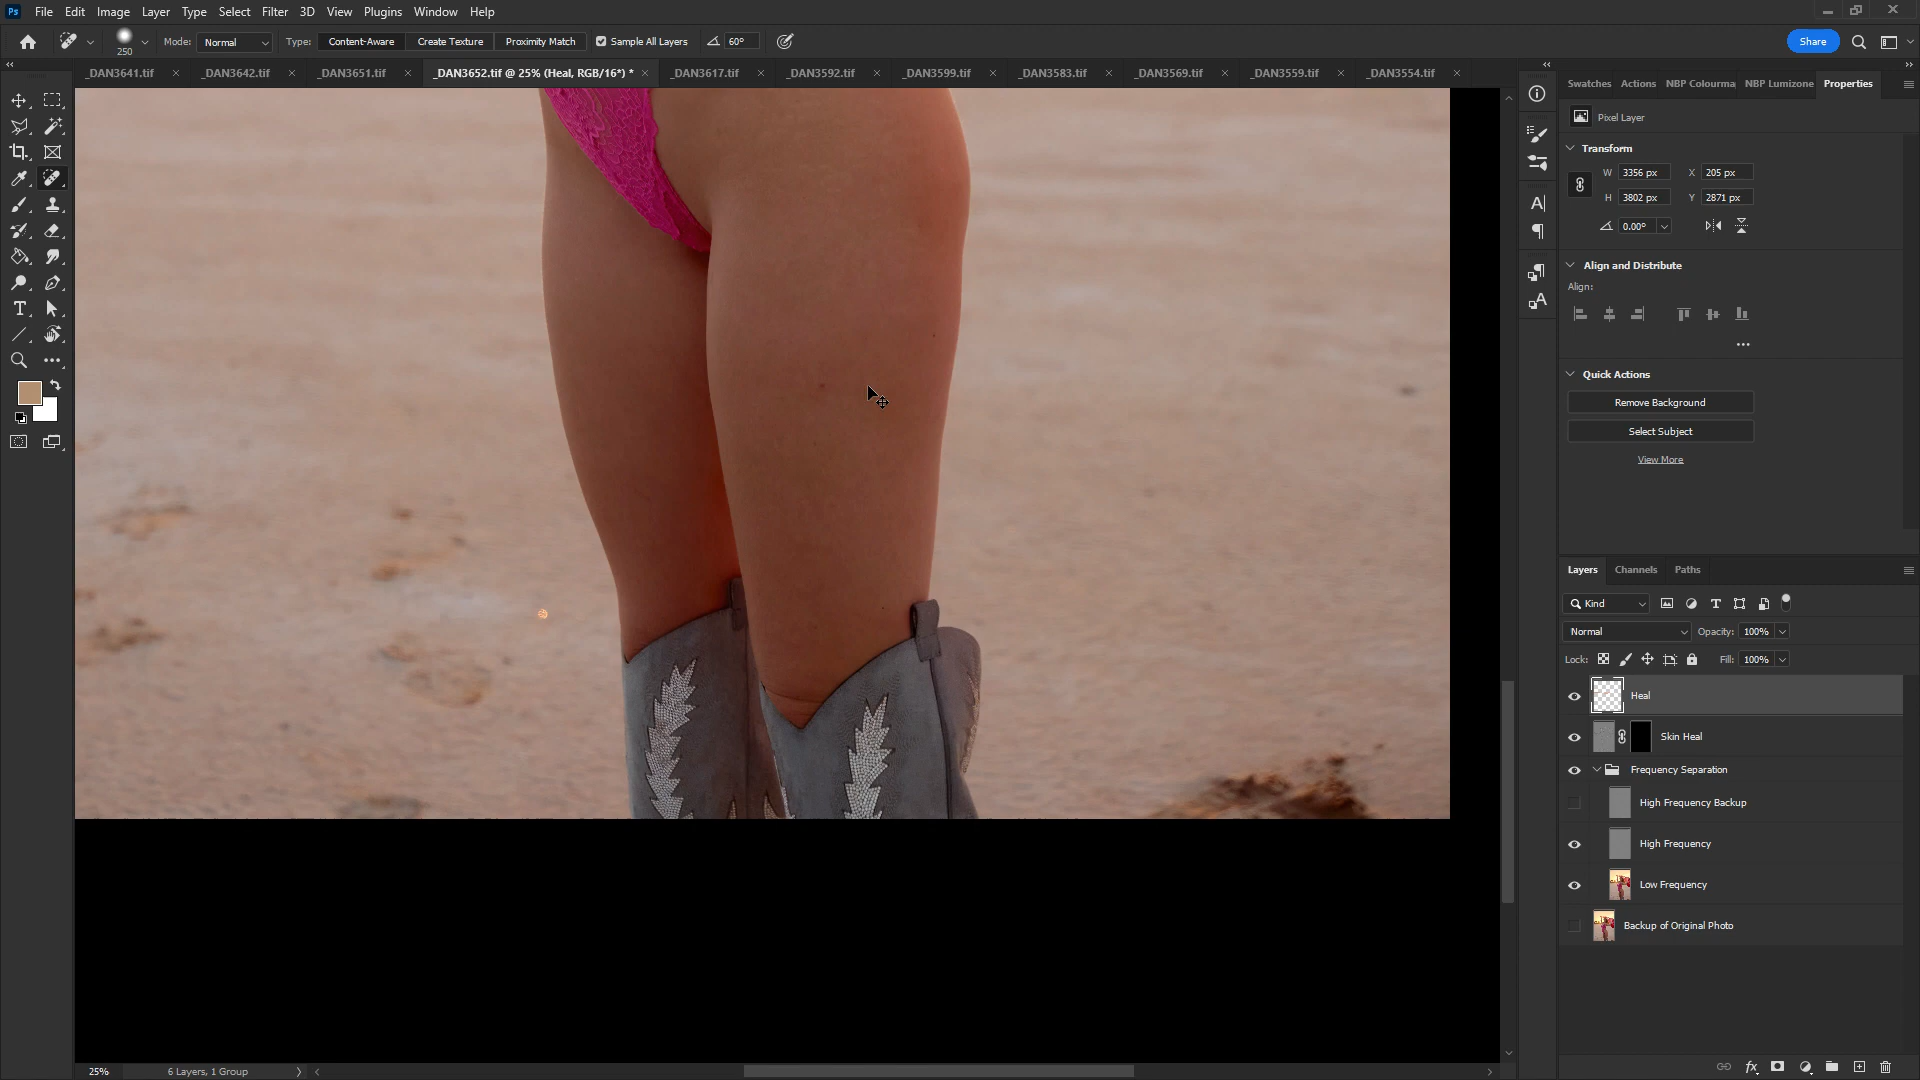 Ps File Edit Image Layer Type Select Filter 3D View Plugins Window Help
250 Mode: Normal Type: Content-Aware Create Texture Proximity Match Sample All Layers 60° Share
_DAN3641.tif _DAN3642.tif _DAN3651.tif _DAN3652.tif @ 25% (Heal, RGB/16*) * _DAN3617.tif _DAN3592.tif _DAN3599.tif _DAN3583.tif _DAN3569.tif _DAN3559.tif _DAN3554.tif
Swatches Actions NBP Colourma NBP Lumizone Properties
Pixel Layer
Transform
W 3356 px X 205 px
H 3802 px Y 2871 px
0.00°
Align and Distribute
Align:
Quick Actions
Remove Background
Select Subject
View More
Layers Channels Paths
Kind
Normal Opacity: 100%
Lock: Fill: 100%
Heal
Skin Heal
Frequency Separation
High Frequency Backup
High Frequency
Low Frequency
Backup of Original Photo
25% 6 Layers, 1 Group